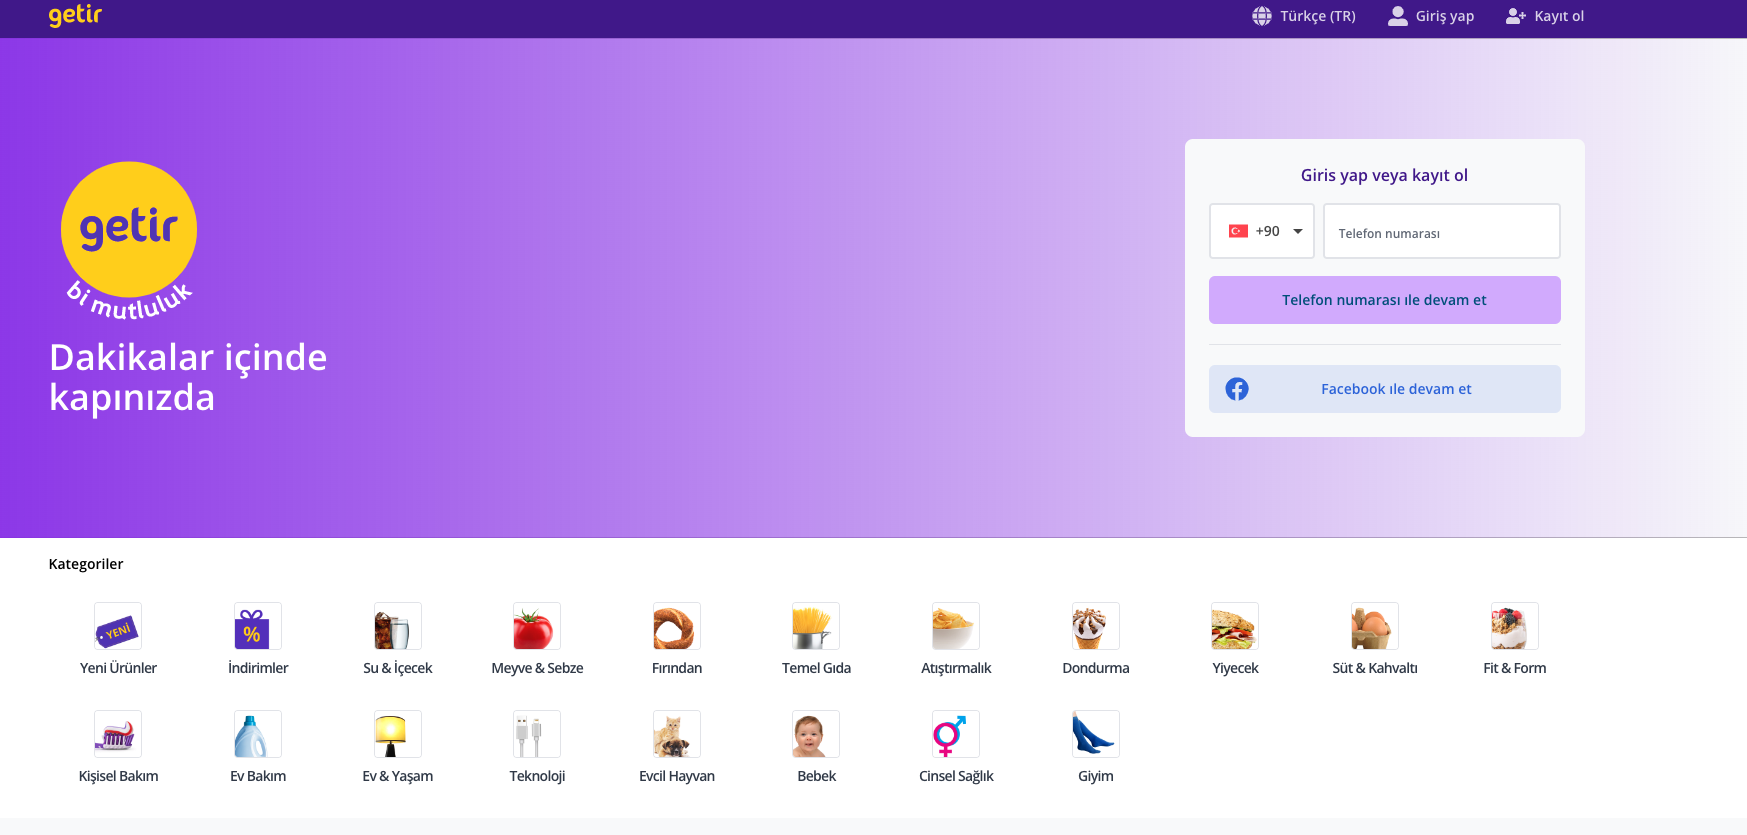 getir
Türkçe (TR)
Giriş yap
Kayıt ol
getir
bi mutluluk
Dakikalar içinde
kapınızda
Giris yap veya kayıt ol
+90
Telefon numarası
Telefon numarası ıle devam et
Facebook ıle devam et
Kategoriler
YENİ
%
Yeni Ürünler
İndirimler
Su & İçecek
Meyve & Sebze
Fırından
Temel Gıda
Atıştırmalık
Dondurma
Yiyecek
Süt & Kahvaltı
Fit & Form
Kişisel Bakım
Ev Bakım
Ev & Yaşam
Teknoloji
Evcil Hayvan
Bebek
Cinsel Sağlık
Giyim